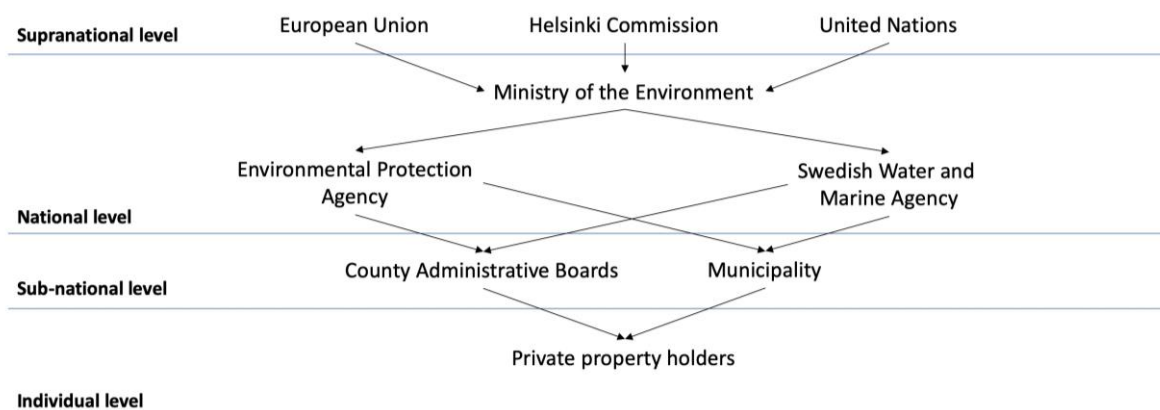 European Union
Helsinki Commission
United Nations
Supranational level
Ministry of the Environment
Environmental Protection
Agency
Swedish Water and
Marine Agency
National level
County Administrative Boards
Municipality
Sub-national level
Private property holders
Individual level